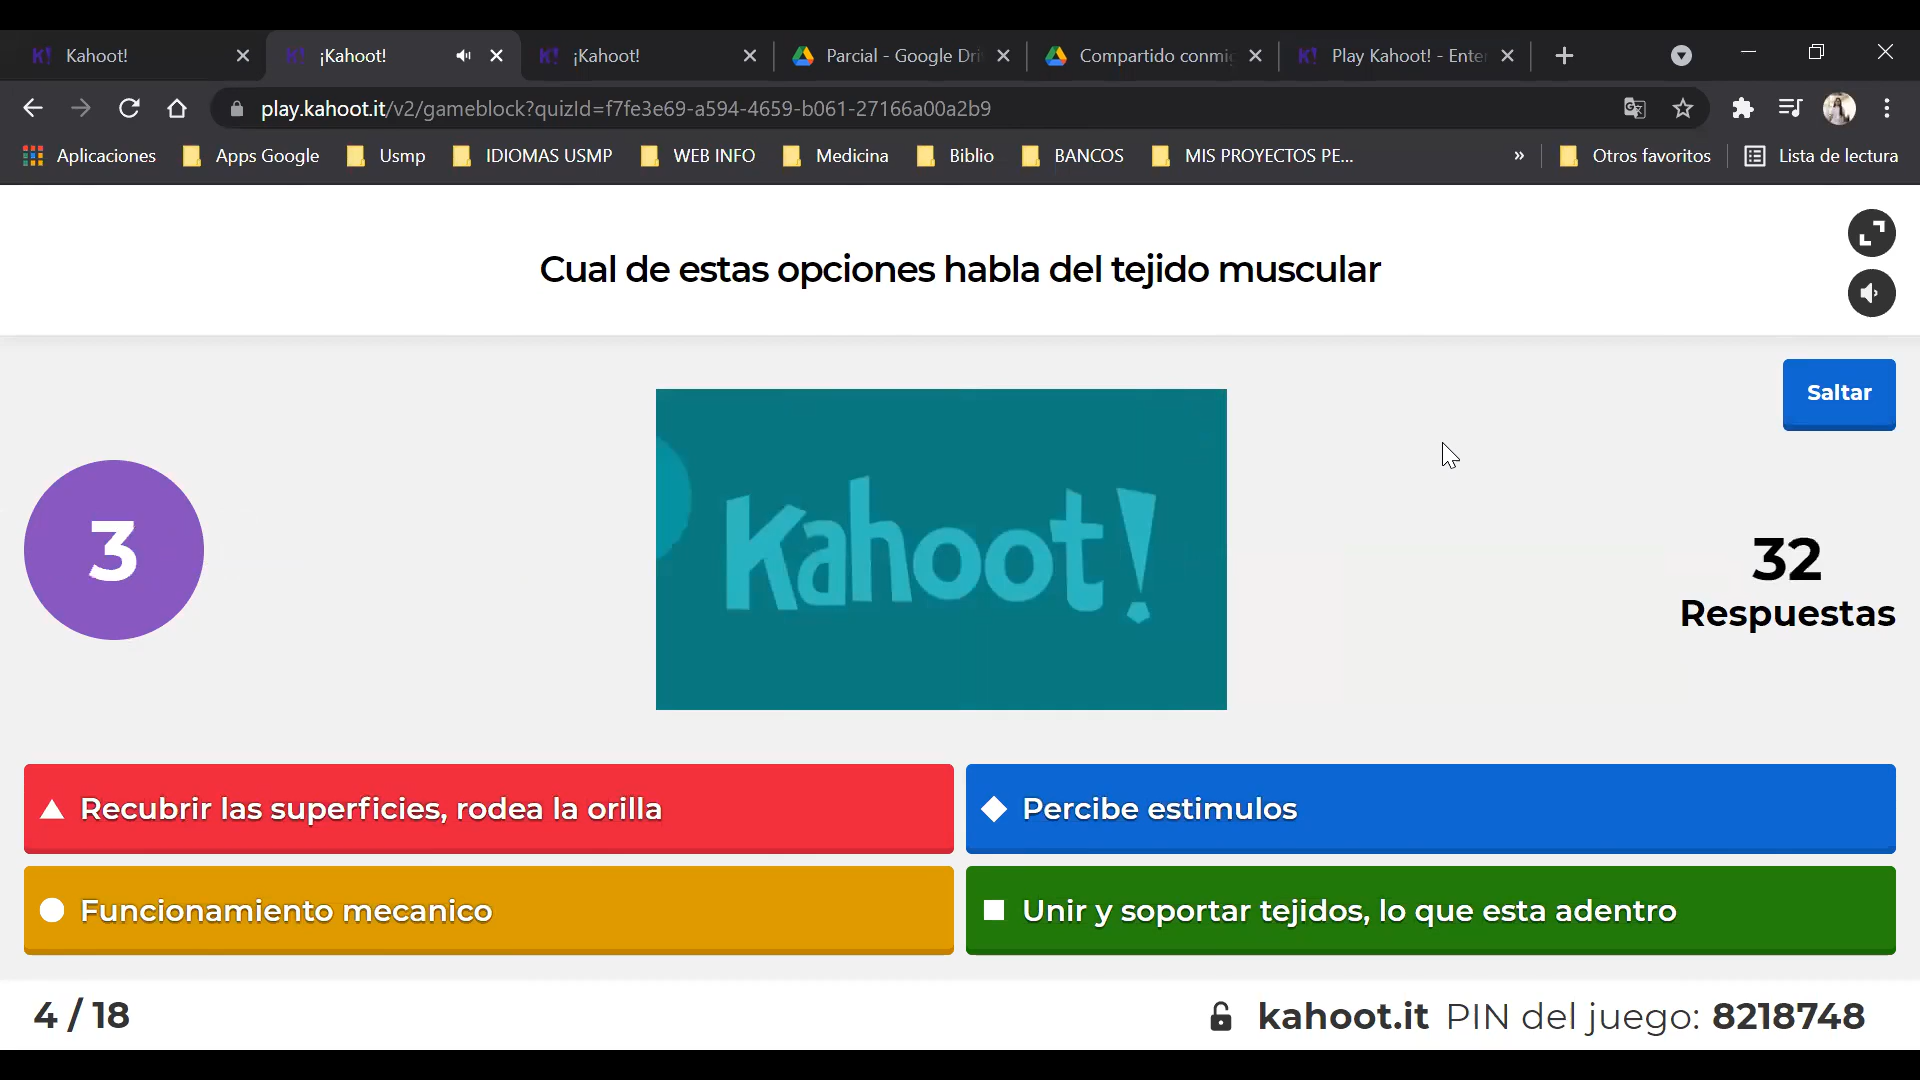 Kahoot!
¡Kahoot!
¡Kahoot!
Parcial - Google Dri
Compartido conmi
Play Kahoot! - Enter
play.kahoot.it/v2/gameblock?quizId=f7fe3e69-a594-4659-b061-27166a00a2b9
Aplicaciones
Apps Google
Usmp
IDIOMAS USMP
WEB INFO
Medicina
Biblio
BANCOS
MIS PROYECTOS PE...
»
Otros favoritos
Lista de lectura
Cual de estas opciones habla del tejido muscular
Saltar
3
Kahoot!
32
Respuestas
Recubrir las superficies, rodea la orilla
Percibe estimulos
Funcionamiento mecanico
Unir y soportar tejidos, lo que esta adentro
4 / 18
kahoot.it PIN del juego: 8218748